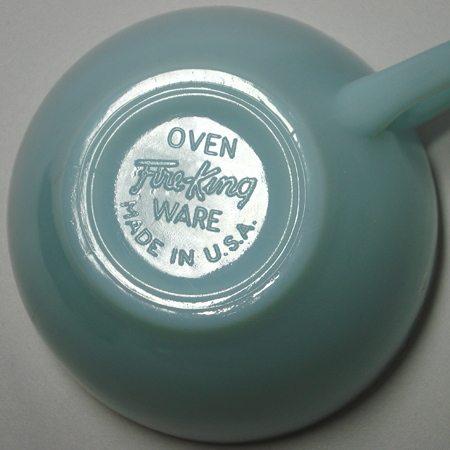 OVEN
Fire-King
WARE
MADE IN U.S.A.